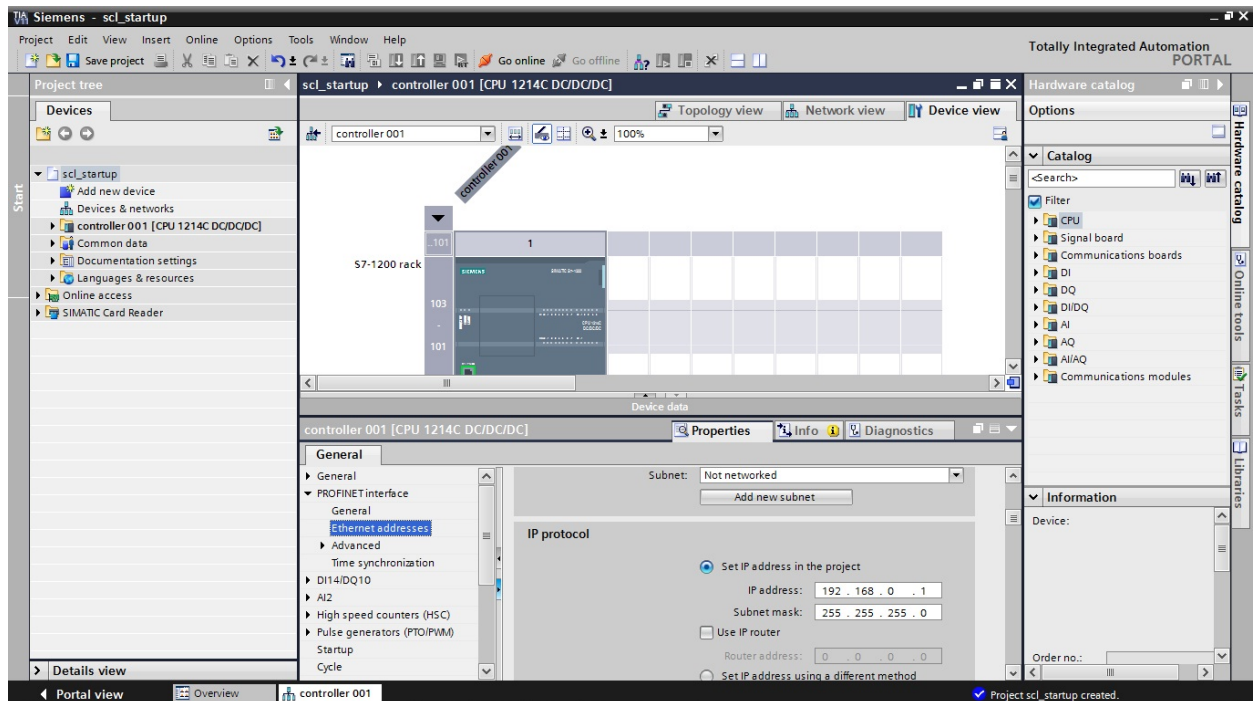 Siemens - scl_startup
Project Edit View Insert Online Options Tools Window Help
Save project Go online Go offline
Totally Integrated Automation
PORTAL
Project tree
Devices
scl_startup
Add new device
Devices & networks
controller 001 [CPU 1214C DC/DC/DC]
Common data
Documentation settings
Languages & resources
Online access
SIMATIC Card Reader
Details view
Start
scl_startup controller 001 [CPU 1214C DC/DC/DC]
Topology view Network view Device view
controller 001 100%
controller 001
..101 1
S7-1200 rack
SIEMENS
103
-
101
Device data
controller 001 [CPU 1214C DC/DC/DC]
Properties Info Diagnostics
General
General
PROFINET interface
General
Ethernet addresses
Advanced
Time synchronization
DI14/DQ10
AI2
High speed counters (HSC)
Pulse generators (PTO/PWM)
Startup
Cycle
Subnet: Not networked
Add new subnet
IP protocol
Set IP address in the project
IP address: 192 . 168 . 0 . 1
Subnet mask: 255 . 255 . 255 . 0
Use IP router
Router address: 0 . 0 . 0 . 0
Set IP address using a different method
Hardware catalog
Options
Catalog
<Search>
Filter
CPU
Signal board
Communications boards
DI
DQ
DI/DQ
AI
AQ
AI/AQ
Communications modules
Information
Device:
Order no.:
Hardware catalog
Online tools
Tasks
Libraries
Portal view Overview controller 001
Project scl_startup created.